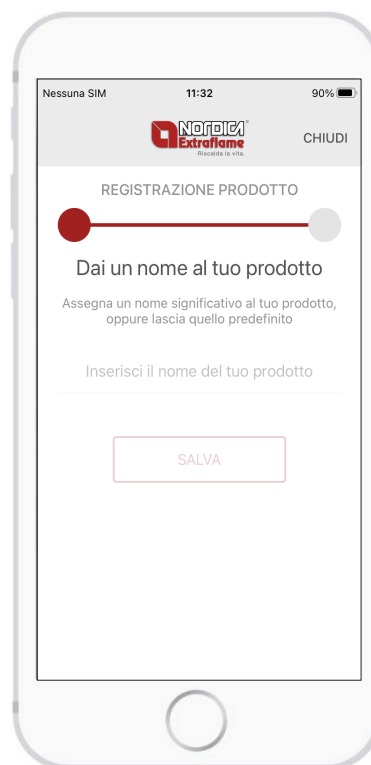 Nessuna SIM 11:32 90%
NORDICA
Extraflame
Riscalda la vita.
CHIUDI
REGISTRAZIONE PRODOTTO
Dai un nome al tuo prodotto
Assegna un nome significativo al tuo prodotto,
oppure lascia quello predefinito
Inserisci il nome del tuo prodotto
SALVA